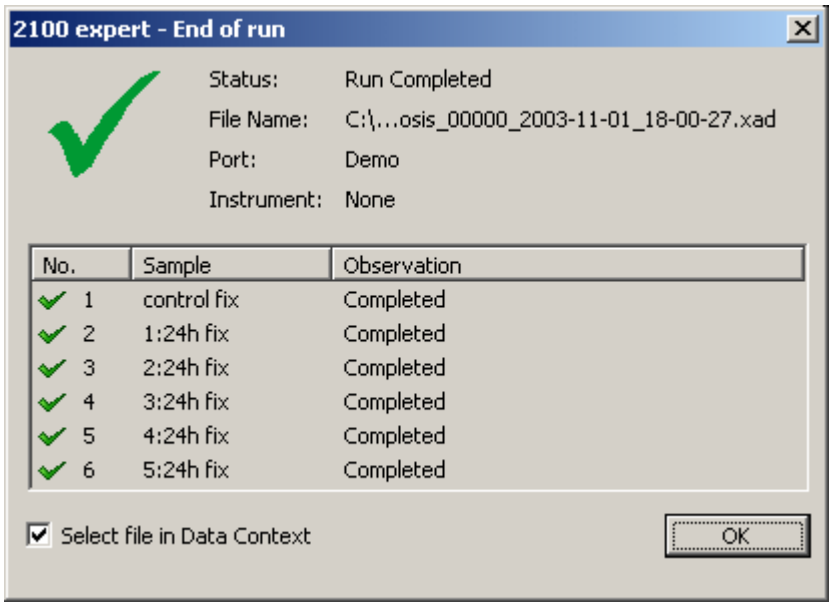 2100 expert - End of run
Status: Run Completed
File Name: C:\...osis_00000_2003-11-01_18-00-27.xad
Port: Demo
Instrument: None
No. Sample Observation
1 control fix Completed
2 1:24h fix Completed
3 2:24h fix Completed
4 3:24h fix Completed
5 4:24h fix Completed
6 5:24h fix Completed
Select file in Data Context OK